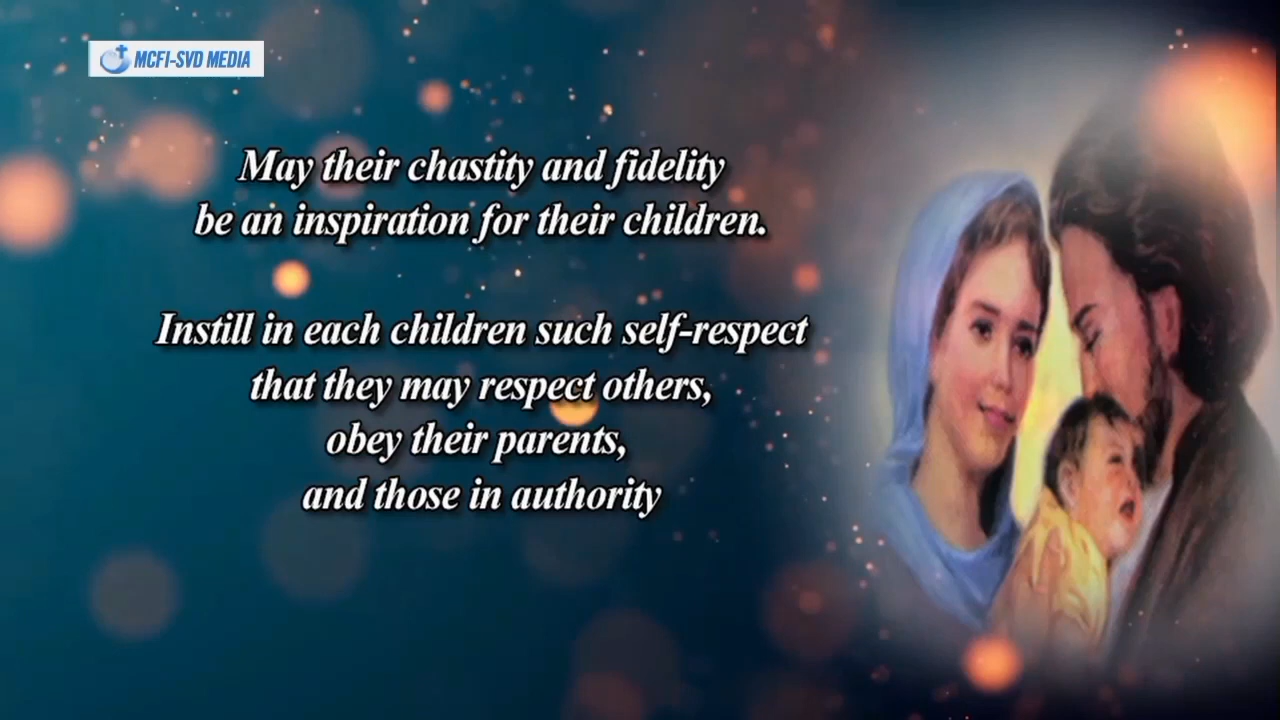 MCFI-SVD MEDIA
May their chastity and fidelity
be an inspiration for their children.
Instill in each children such self-respect
that they may respect others,
obey their parents,
and those in authority